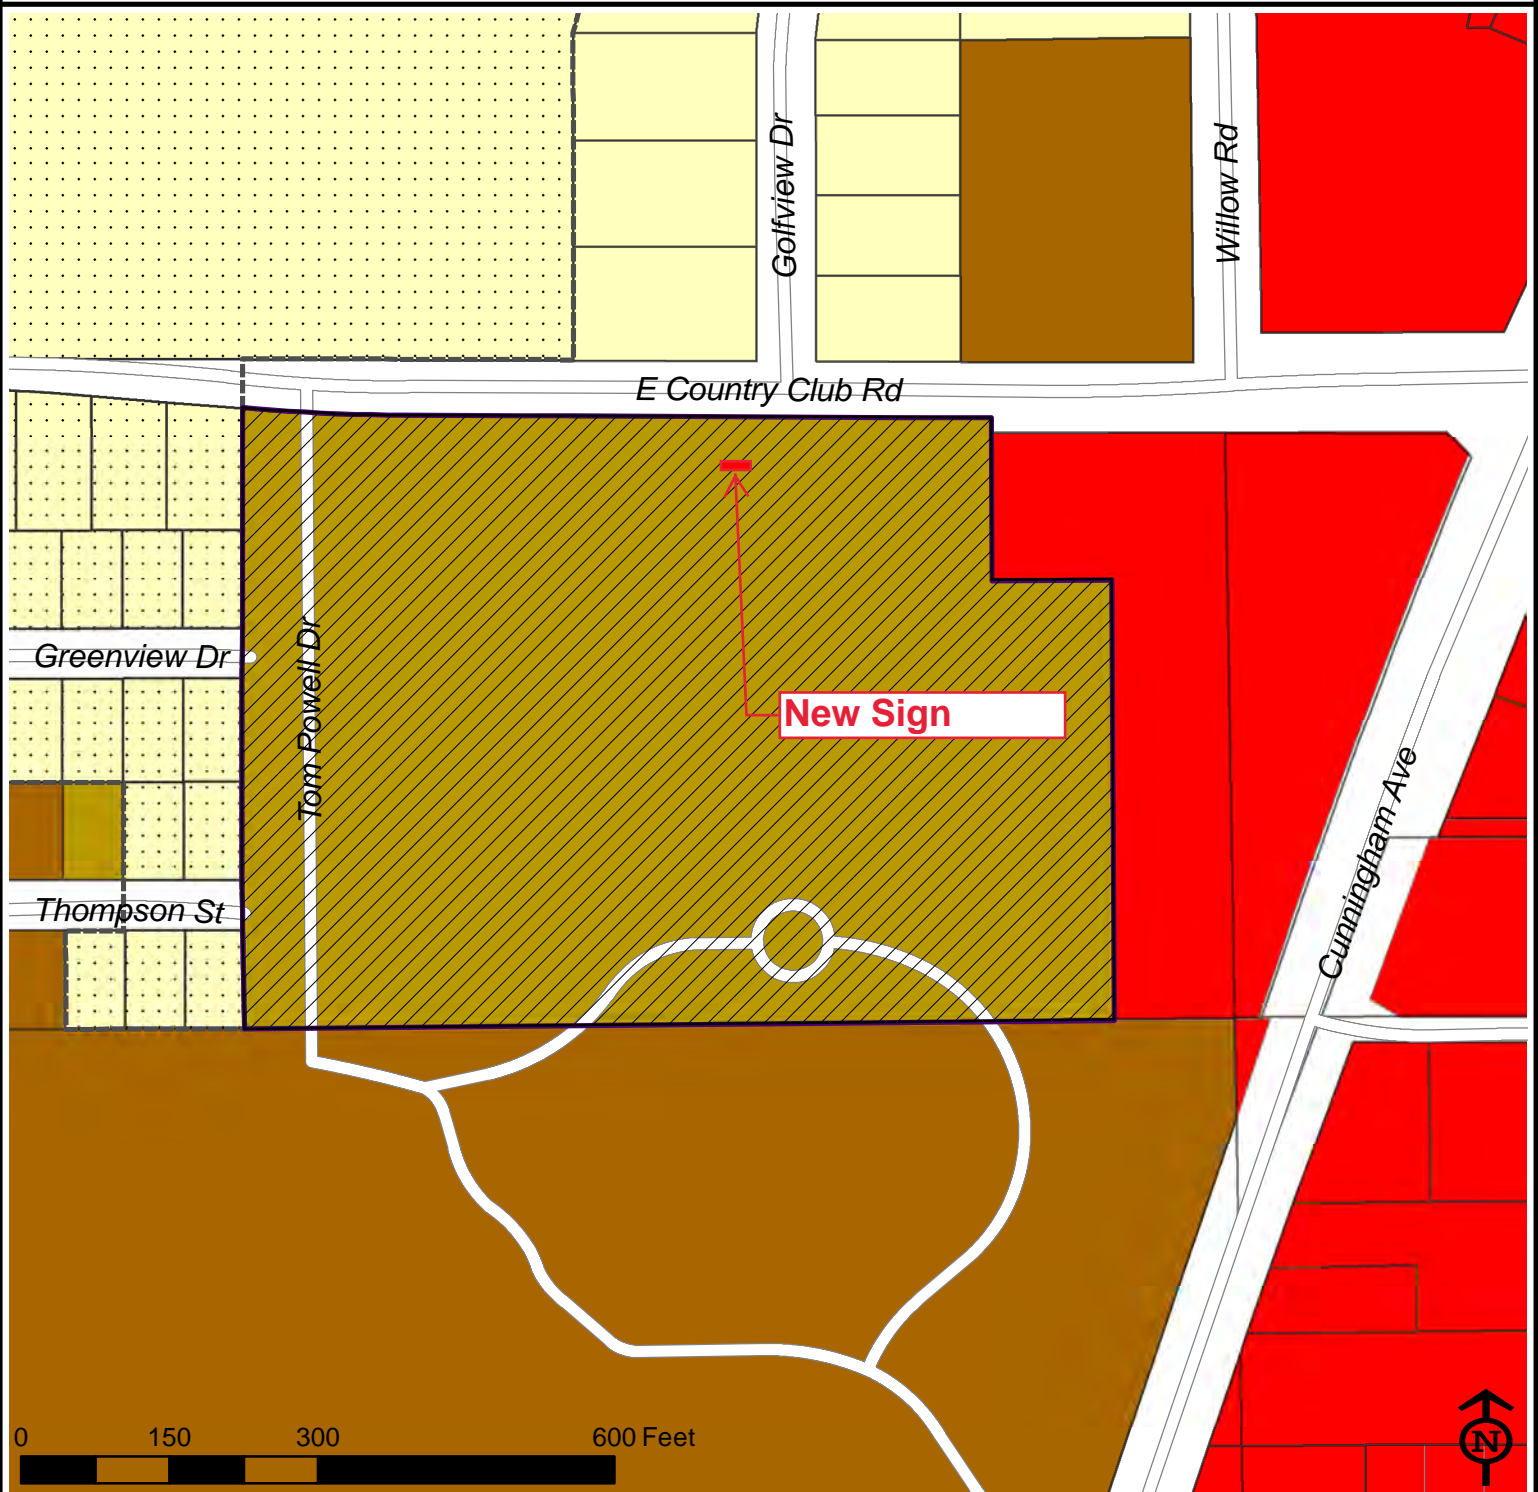 Golfview Dr
Willow Rd
E Country Club Rd
Greenview Dr
Tom Powell Dr
New Sign
Cunningham Ave
Thompson St
0 150 300 600 Feet
N